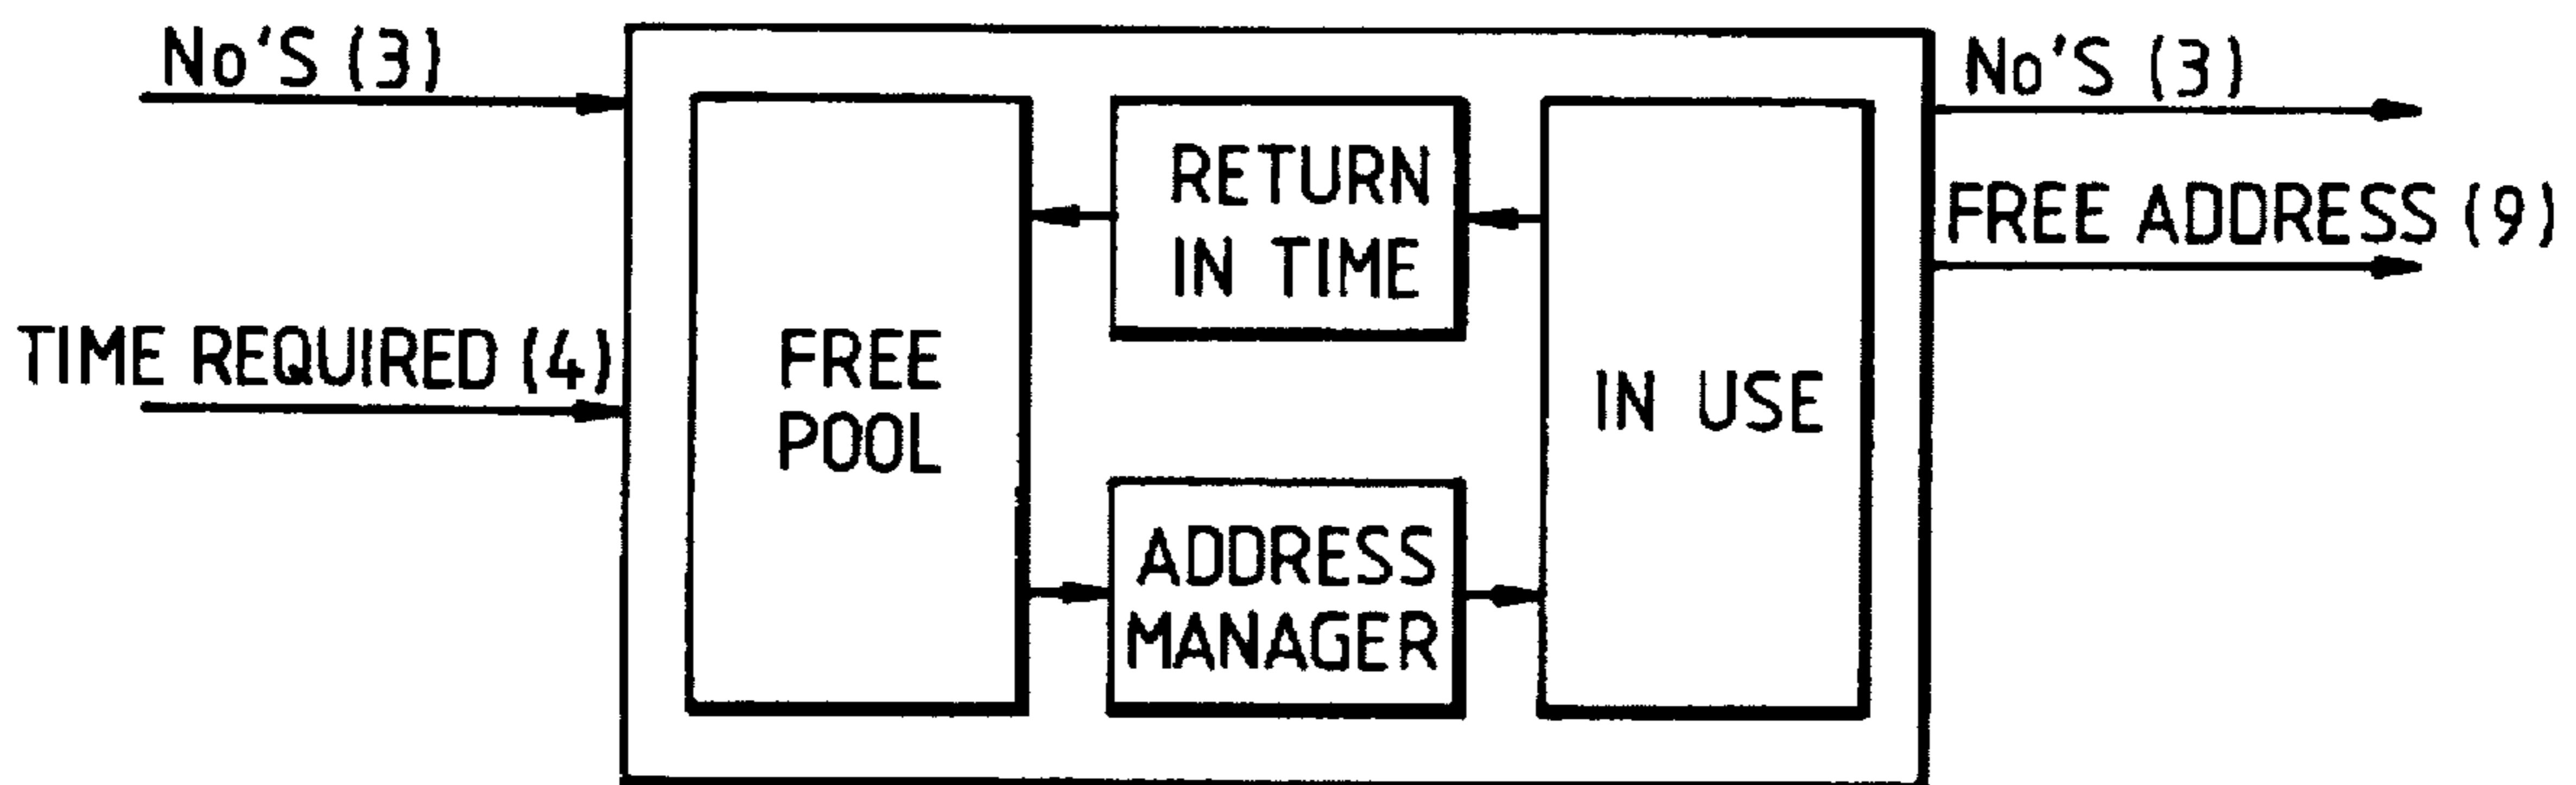 No'S (3)
TIME REQUIRED (4)
FREE
POOL
RETURN
IN TIME
ADDRESS
MANAGER
IN USE
No'S (3)
FREE ADDRESS (9)